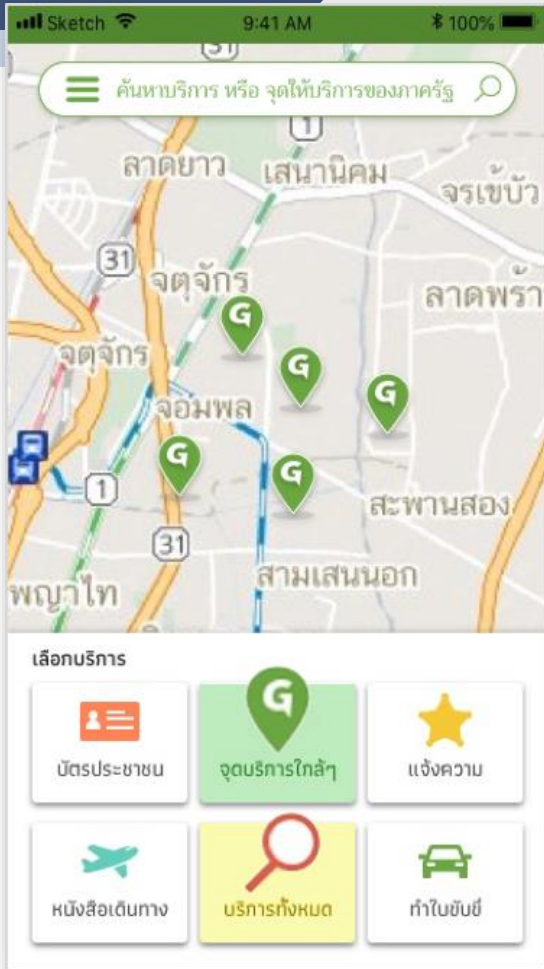 Sketch 9:41 AM 100%
31
ค้นหาบริการ หรือ จุดให้บริการของภาครัฐ
1
ลาดยาว เสนานิคม
จรเข้บัว
31
จตุจักร
ลาดพร้า
G
จตุจักร
G
G
จอมพล
G
G
1
สะพานสอง
31
สามเสนนอก
พญาไท
เลือกบริการ
G
บัตรประชาชน จุดบริการใกล้ๆ แจ้งความ
หนังสือเดินทาง บริการทั้งหมด ทำใบขับขี่